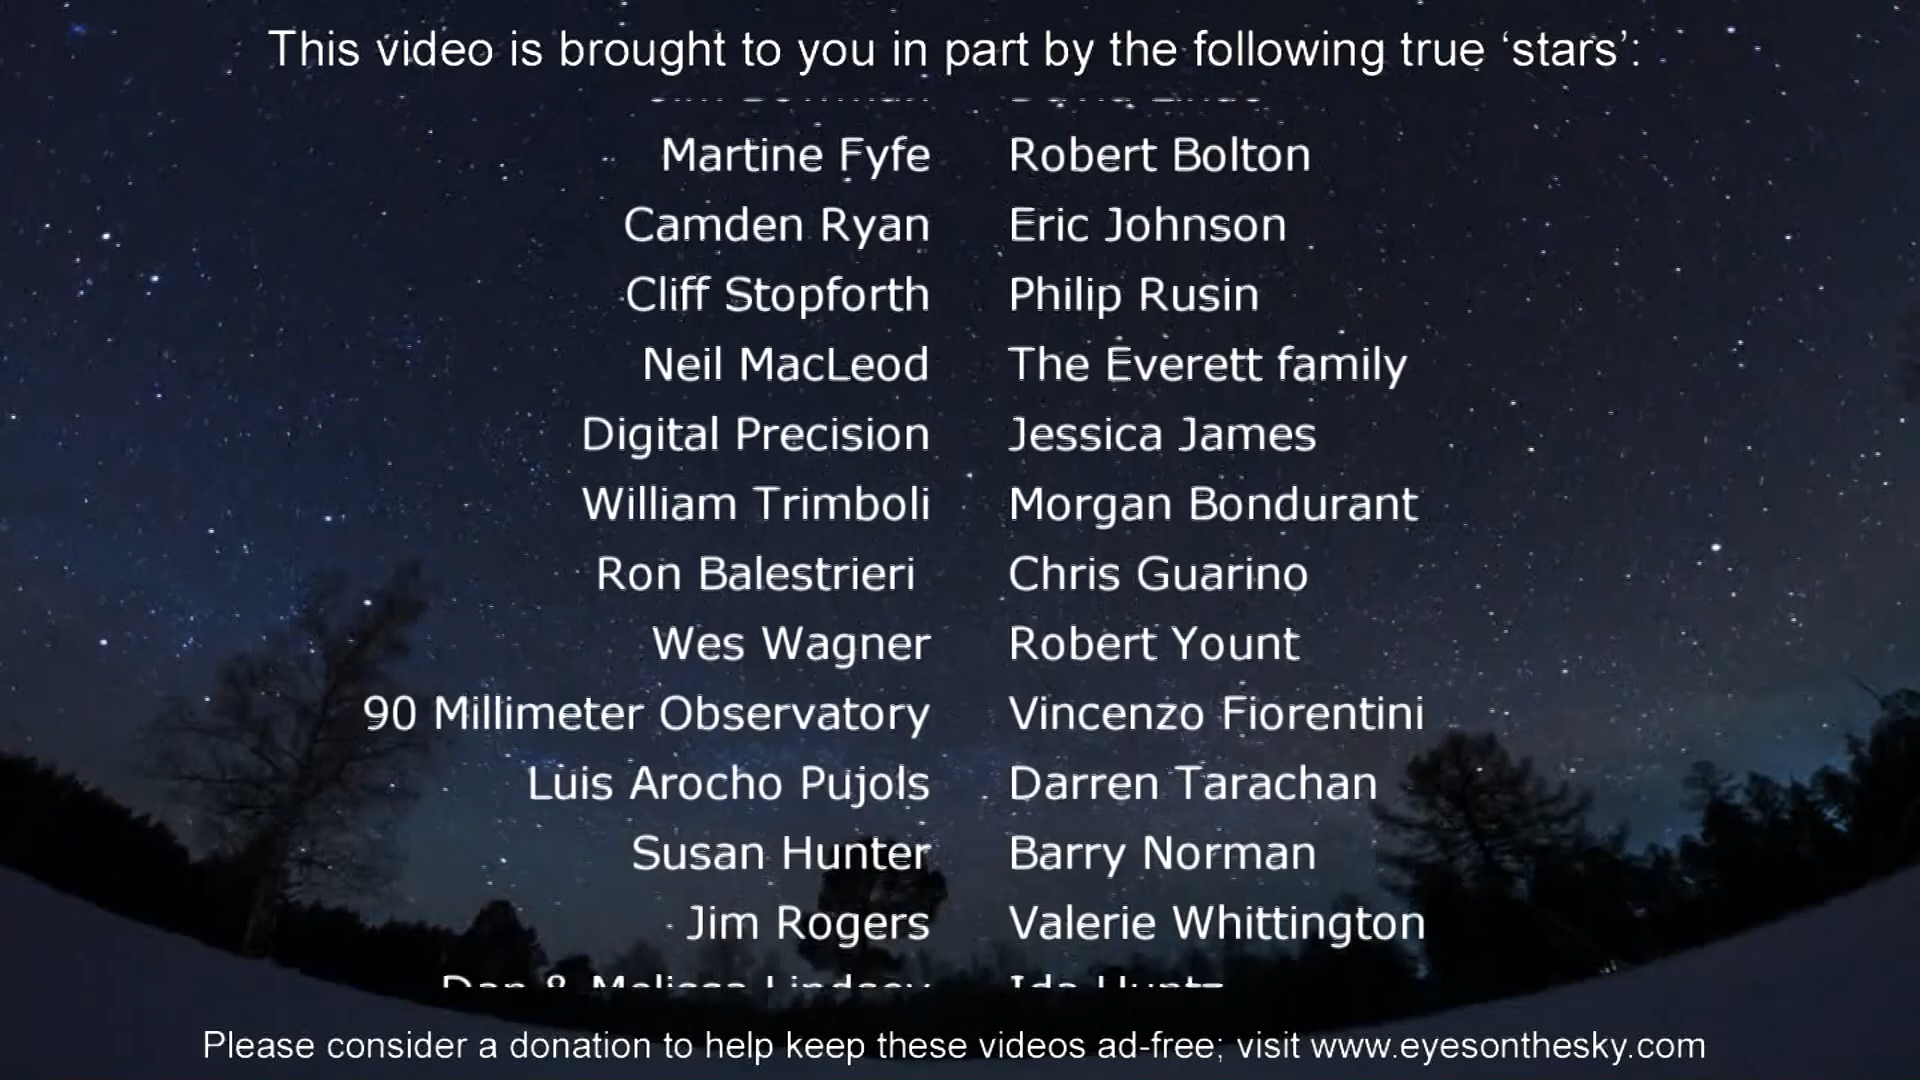 This video is brought to you in part by the following true ‘stars’:
Martine Fyfe Robert Bolton
Camden Ryan Eric Johnson
Cliff Stopforth Philip Rusin
Neil MacLeod The Everett family
Digital Precision Jessica James
William Trimboli Morgan Bondurant
Ron Balestrieri Chris Guarino
Wes Wagner Robert Yount
90 Millimeter Observatory Vincenzo Fiorentini
Luis Arocho Pujols Darren Tarachan
Susan Hunter Barry Norman
Jim Rogers Valerie Whittington
Dan & Melissa Lindsey
Please consider a donation to help keep these videos ad-free; visit www.eyesonthesky.com